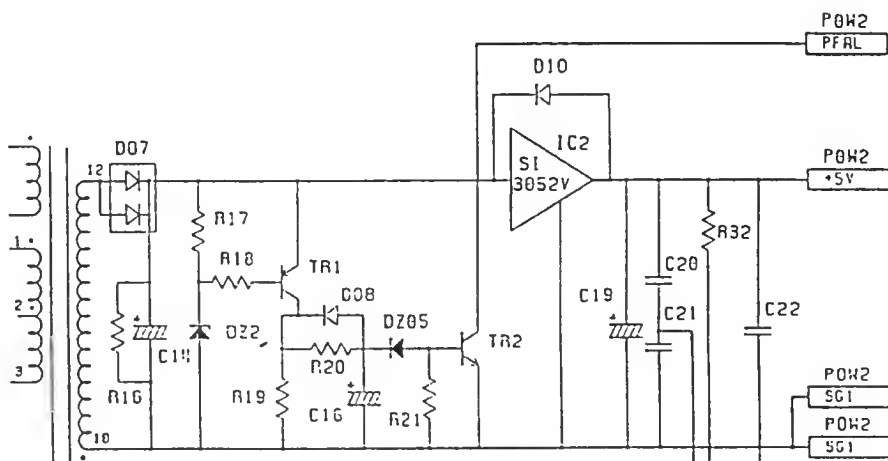 POW2
PFAL
D10
D07
IC2
12
SI
3052V
POW2
+5V
R17
R32
1
R18
TR1
C20
D08
C19
C21
2
DZ05
C22
DZ2
TR2
C14
R20
3
R16
R19
C16
R21
POW2
SG1
10
POW2
SG1